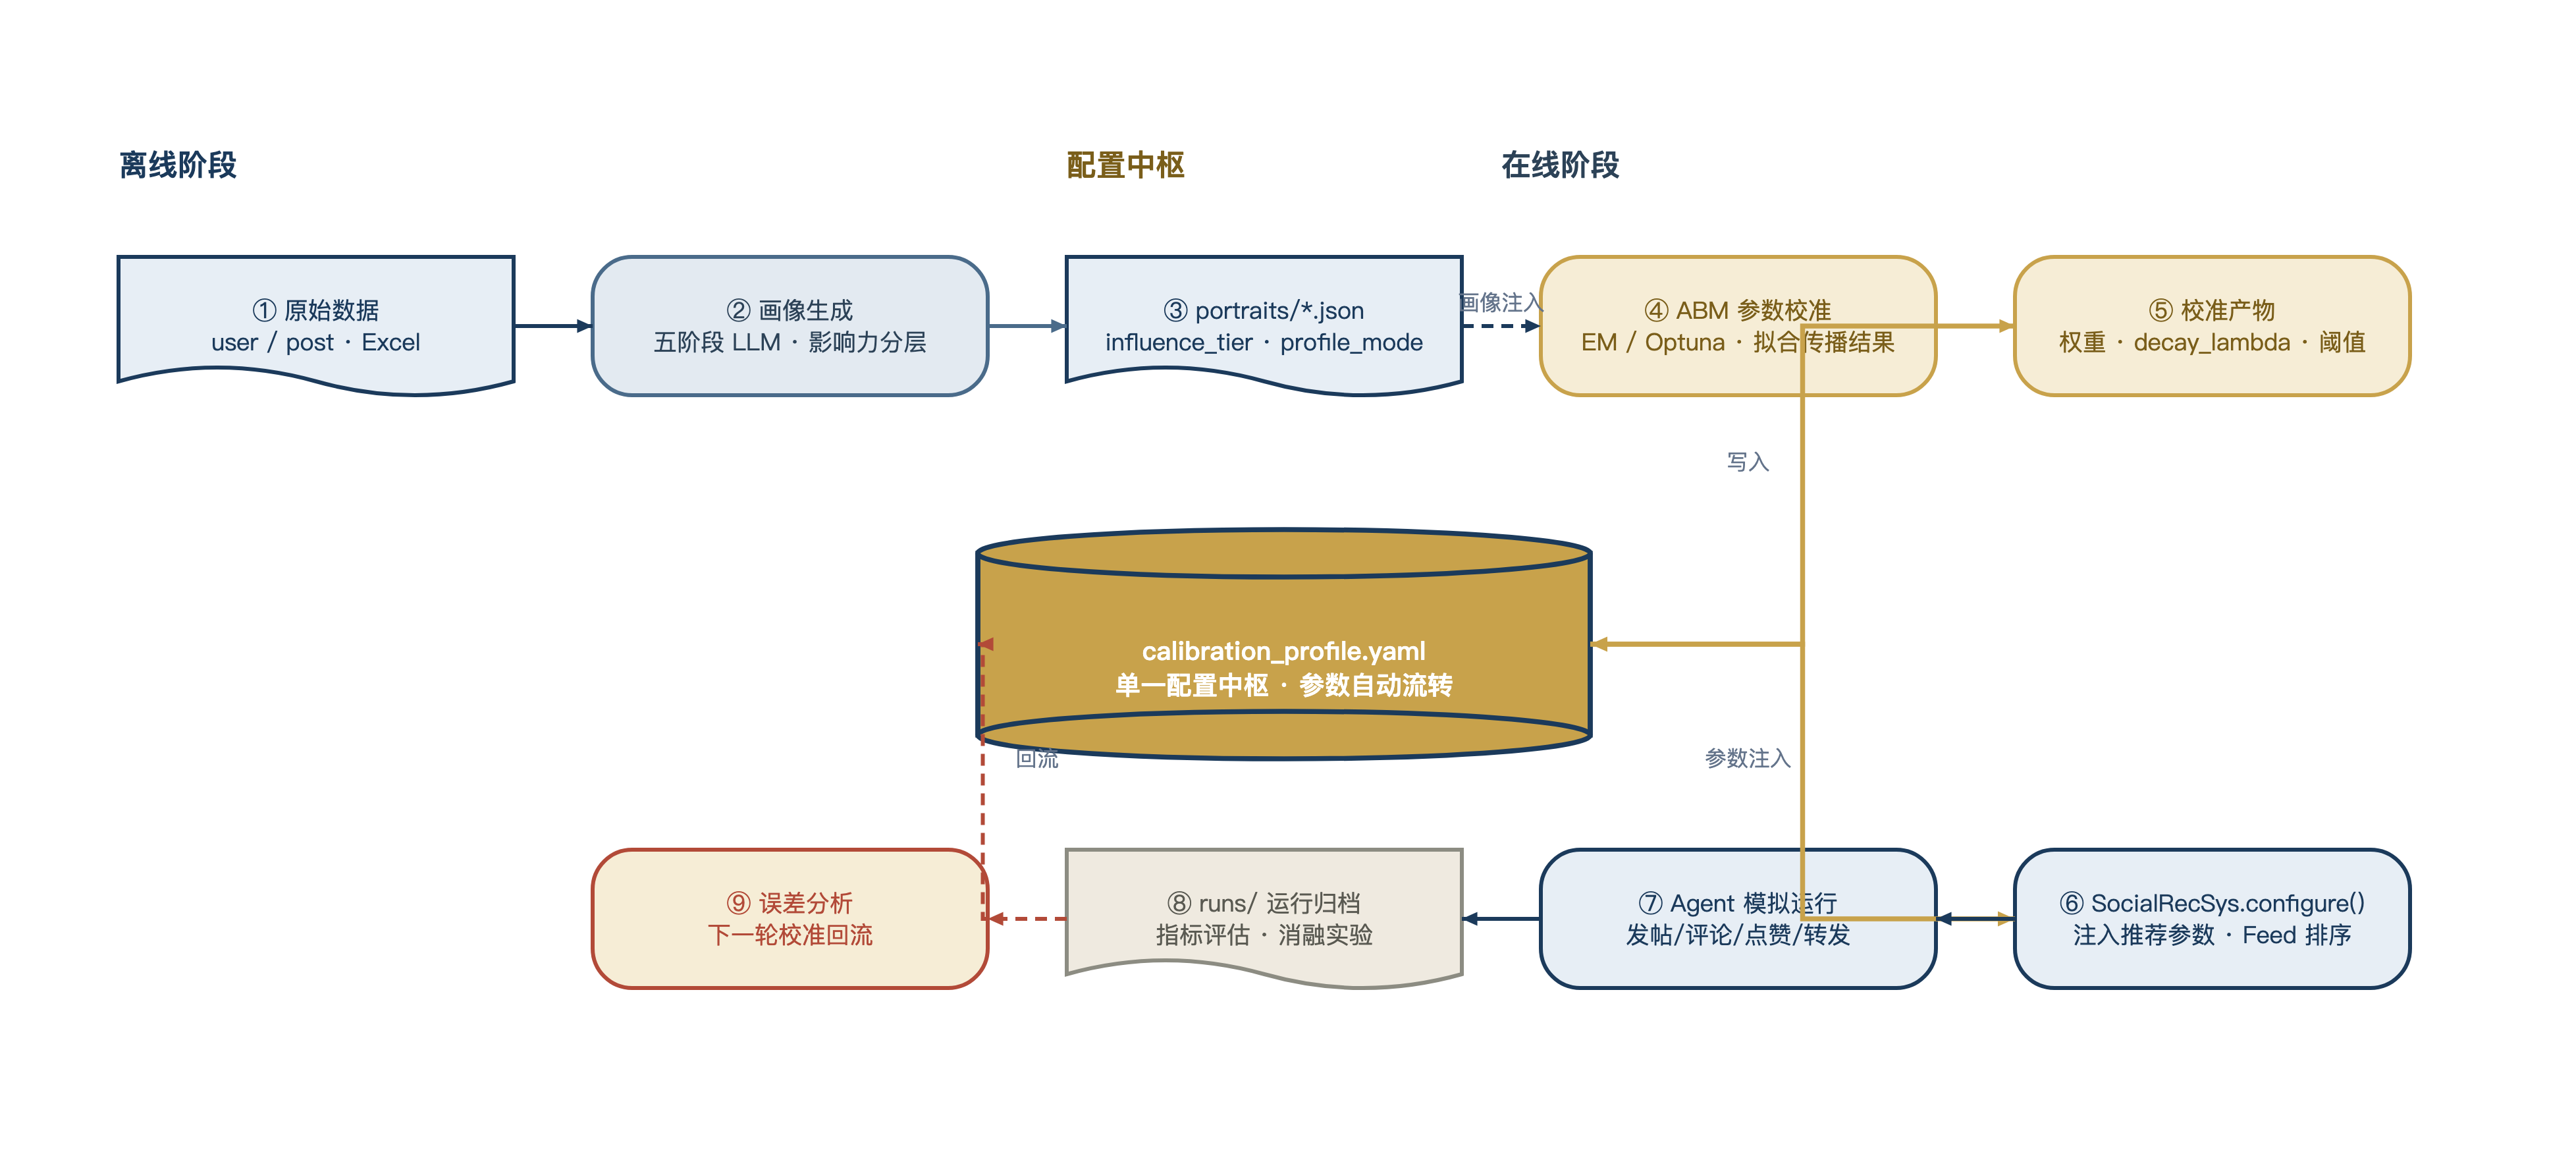 离线阶段
配置中枢
在线阶段
① 原始数据
user / post · Excel
② 画像生成
五阶段 LLM · 影响力分层
③ portraits/*.json
influence_tier · profile_mode
画像注入
④ ABM 参数校准
EM / Optuna · 拟合传播结果
⑤ 校准产物
权重 · decay_lambda · 阈值
写入
calibration_profile.yaml
单一配置中枢 · 参数自动流转
回流
参数注入
⑨ 误差分析
下一轮校准回流
⑧ runs/ 运行归档
指标评估 · 消融实验
⑦ Agent 模拟运行
发帖/评论/点赞/转发
⑥ SocialRecSys.configure()
注入推荐参数 · Feed 排序